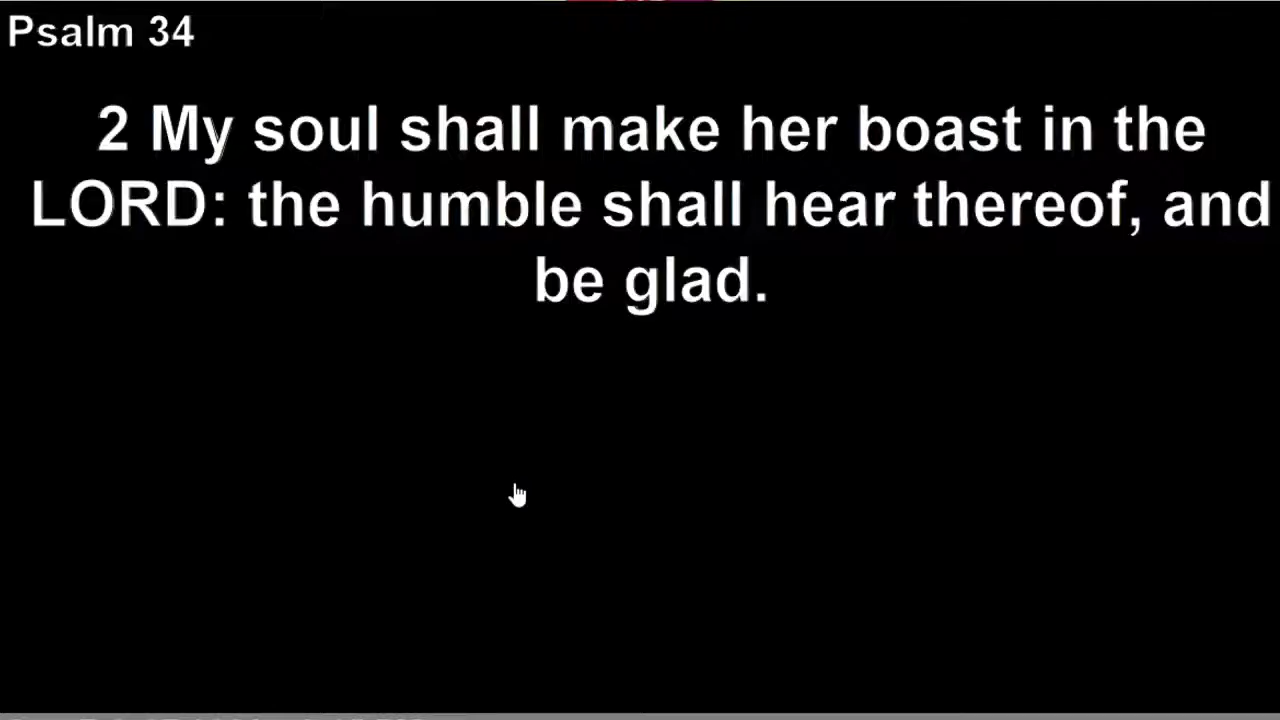 Psalm 34
2 My soul shall make her boast in the
LORD: the humble shall hear thereof, and
be glad.